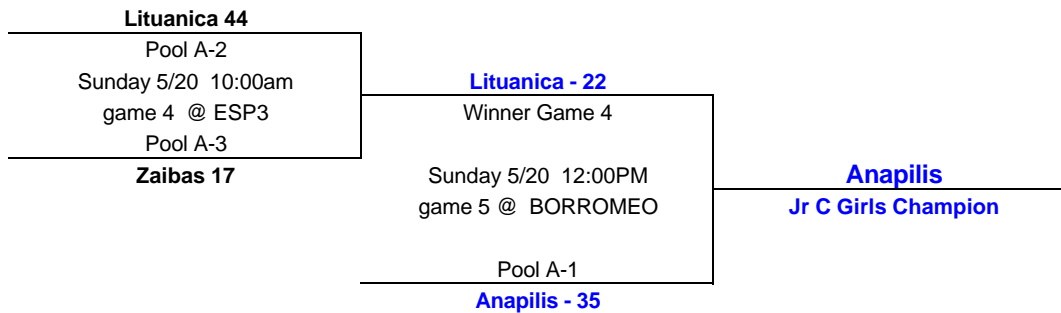 Lituanica 44
Pool A-2
Sunday 5/20 10:00am
game 4 @ ESP3
Pool A-3
Zaibas 17
Lituanica - 22
Winner Game 4
Sunday 5/20 12:00PM
game 5 @ BORROMEO
Pool A-1
Anapilis - 35
Anapilis
Jr C Girls Champion